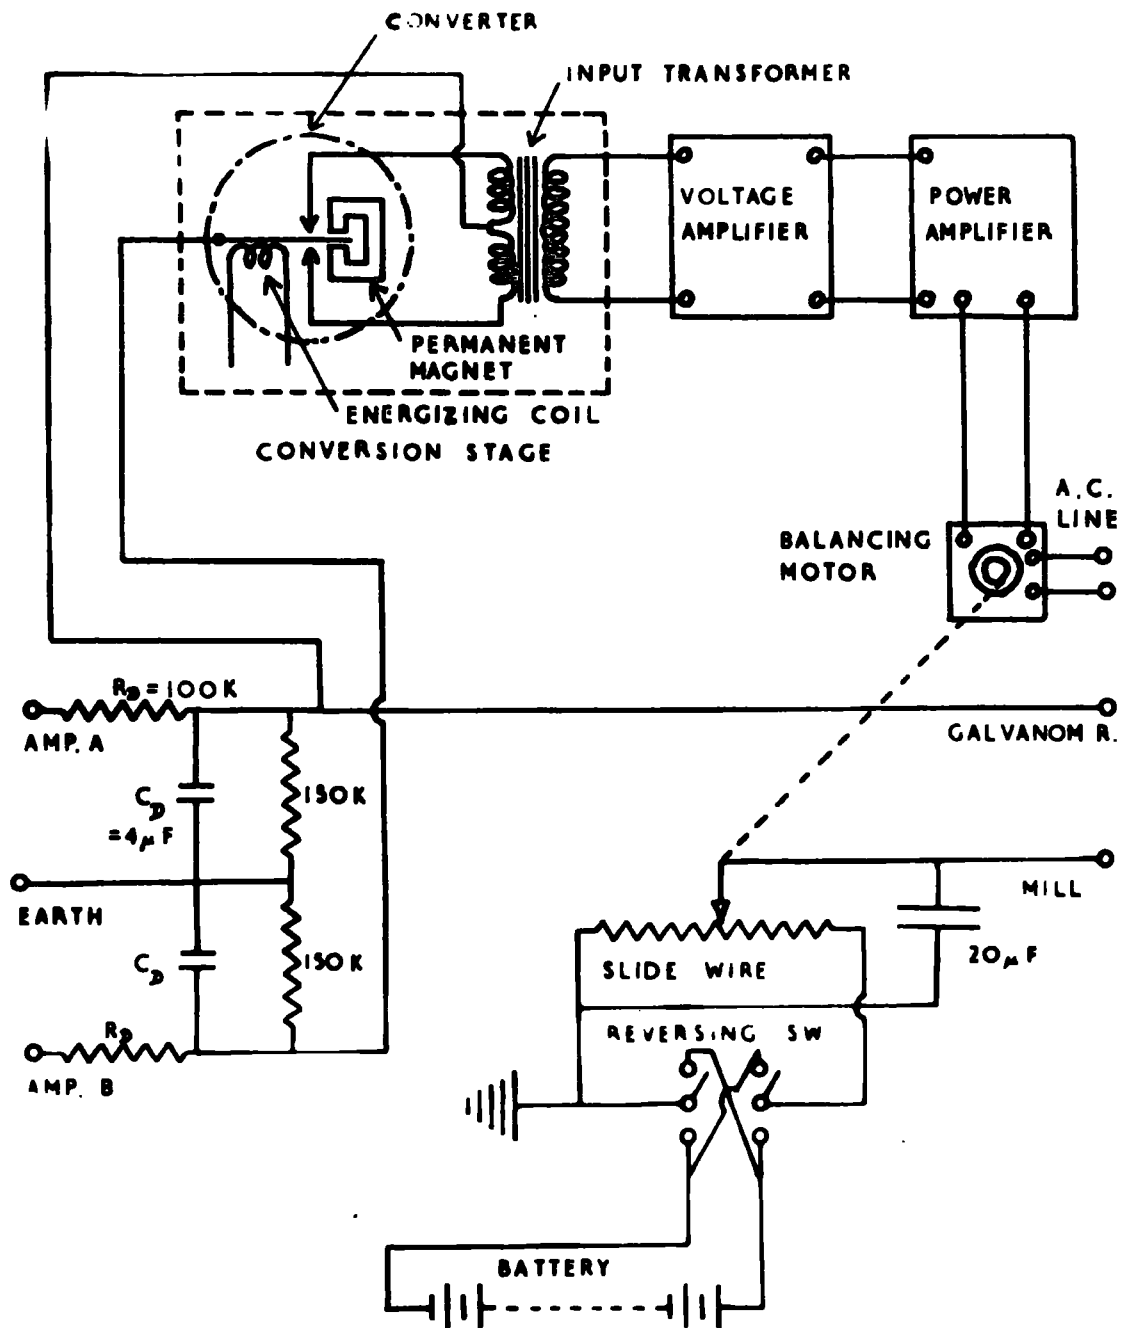 CONVERTER
INPUT TRANSFORMER
VOLTAGE
AMPLIFIER
POWER
AMPLIFIER
PERMANENT
MAGNET
ENERGIZING COIL
CONVERSION STAGE
A.C.
LINE
BALANCING
MOTOR
R_D = 100K
AMP. A
GALVANOM R.
C_D
=4μF
150K
EARTH
MILL
C_D
150K
SLIDE WIRE
20μF
R_D
REVERSING SW
AMP. B
BATTERY